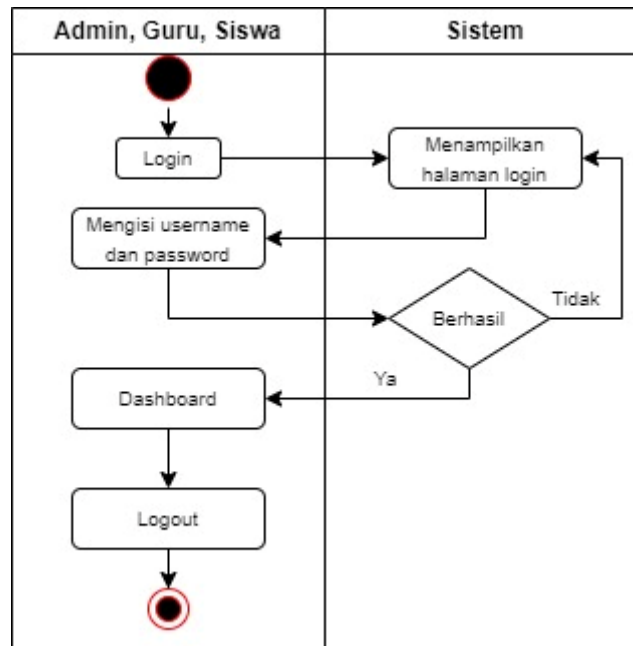 Admin, Guru, Siswa
Sistem
Login
Menampilkan
halaman login
Mengisi username
dan password
Berhasil
Tidak
Ya
Dashboard
Logout